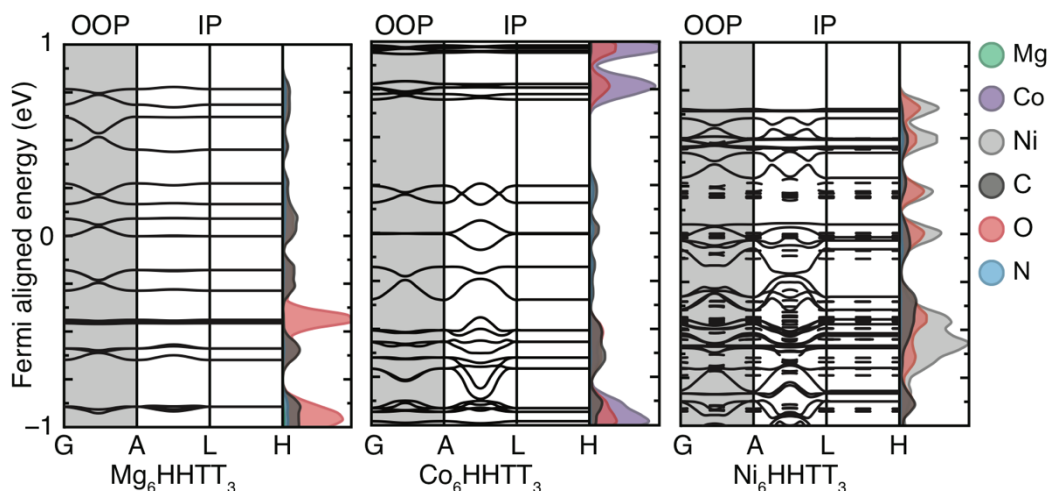 OOP IP OOP IP OOP IP
1
0
−1
Fermi aligned energy (eV)
G A L H G A L H G A L H
Mg₆HHTT₃ Co₆HHTT₃ Ni₆HHTT₃
Mg
Co
Ni
C
O
N